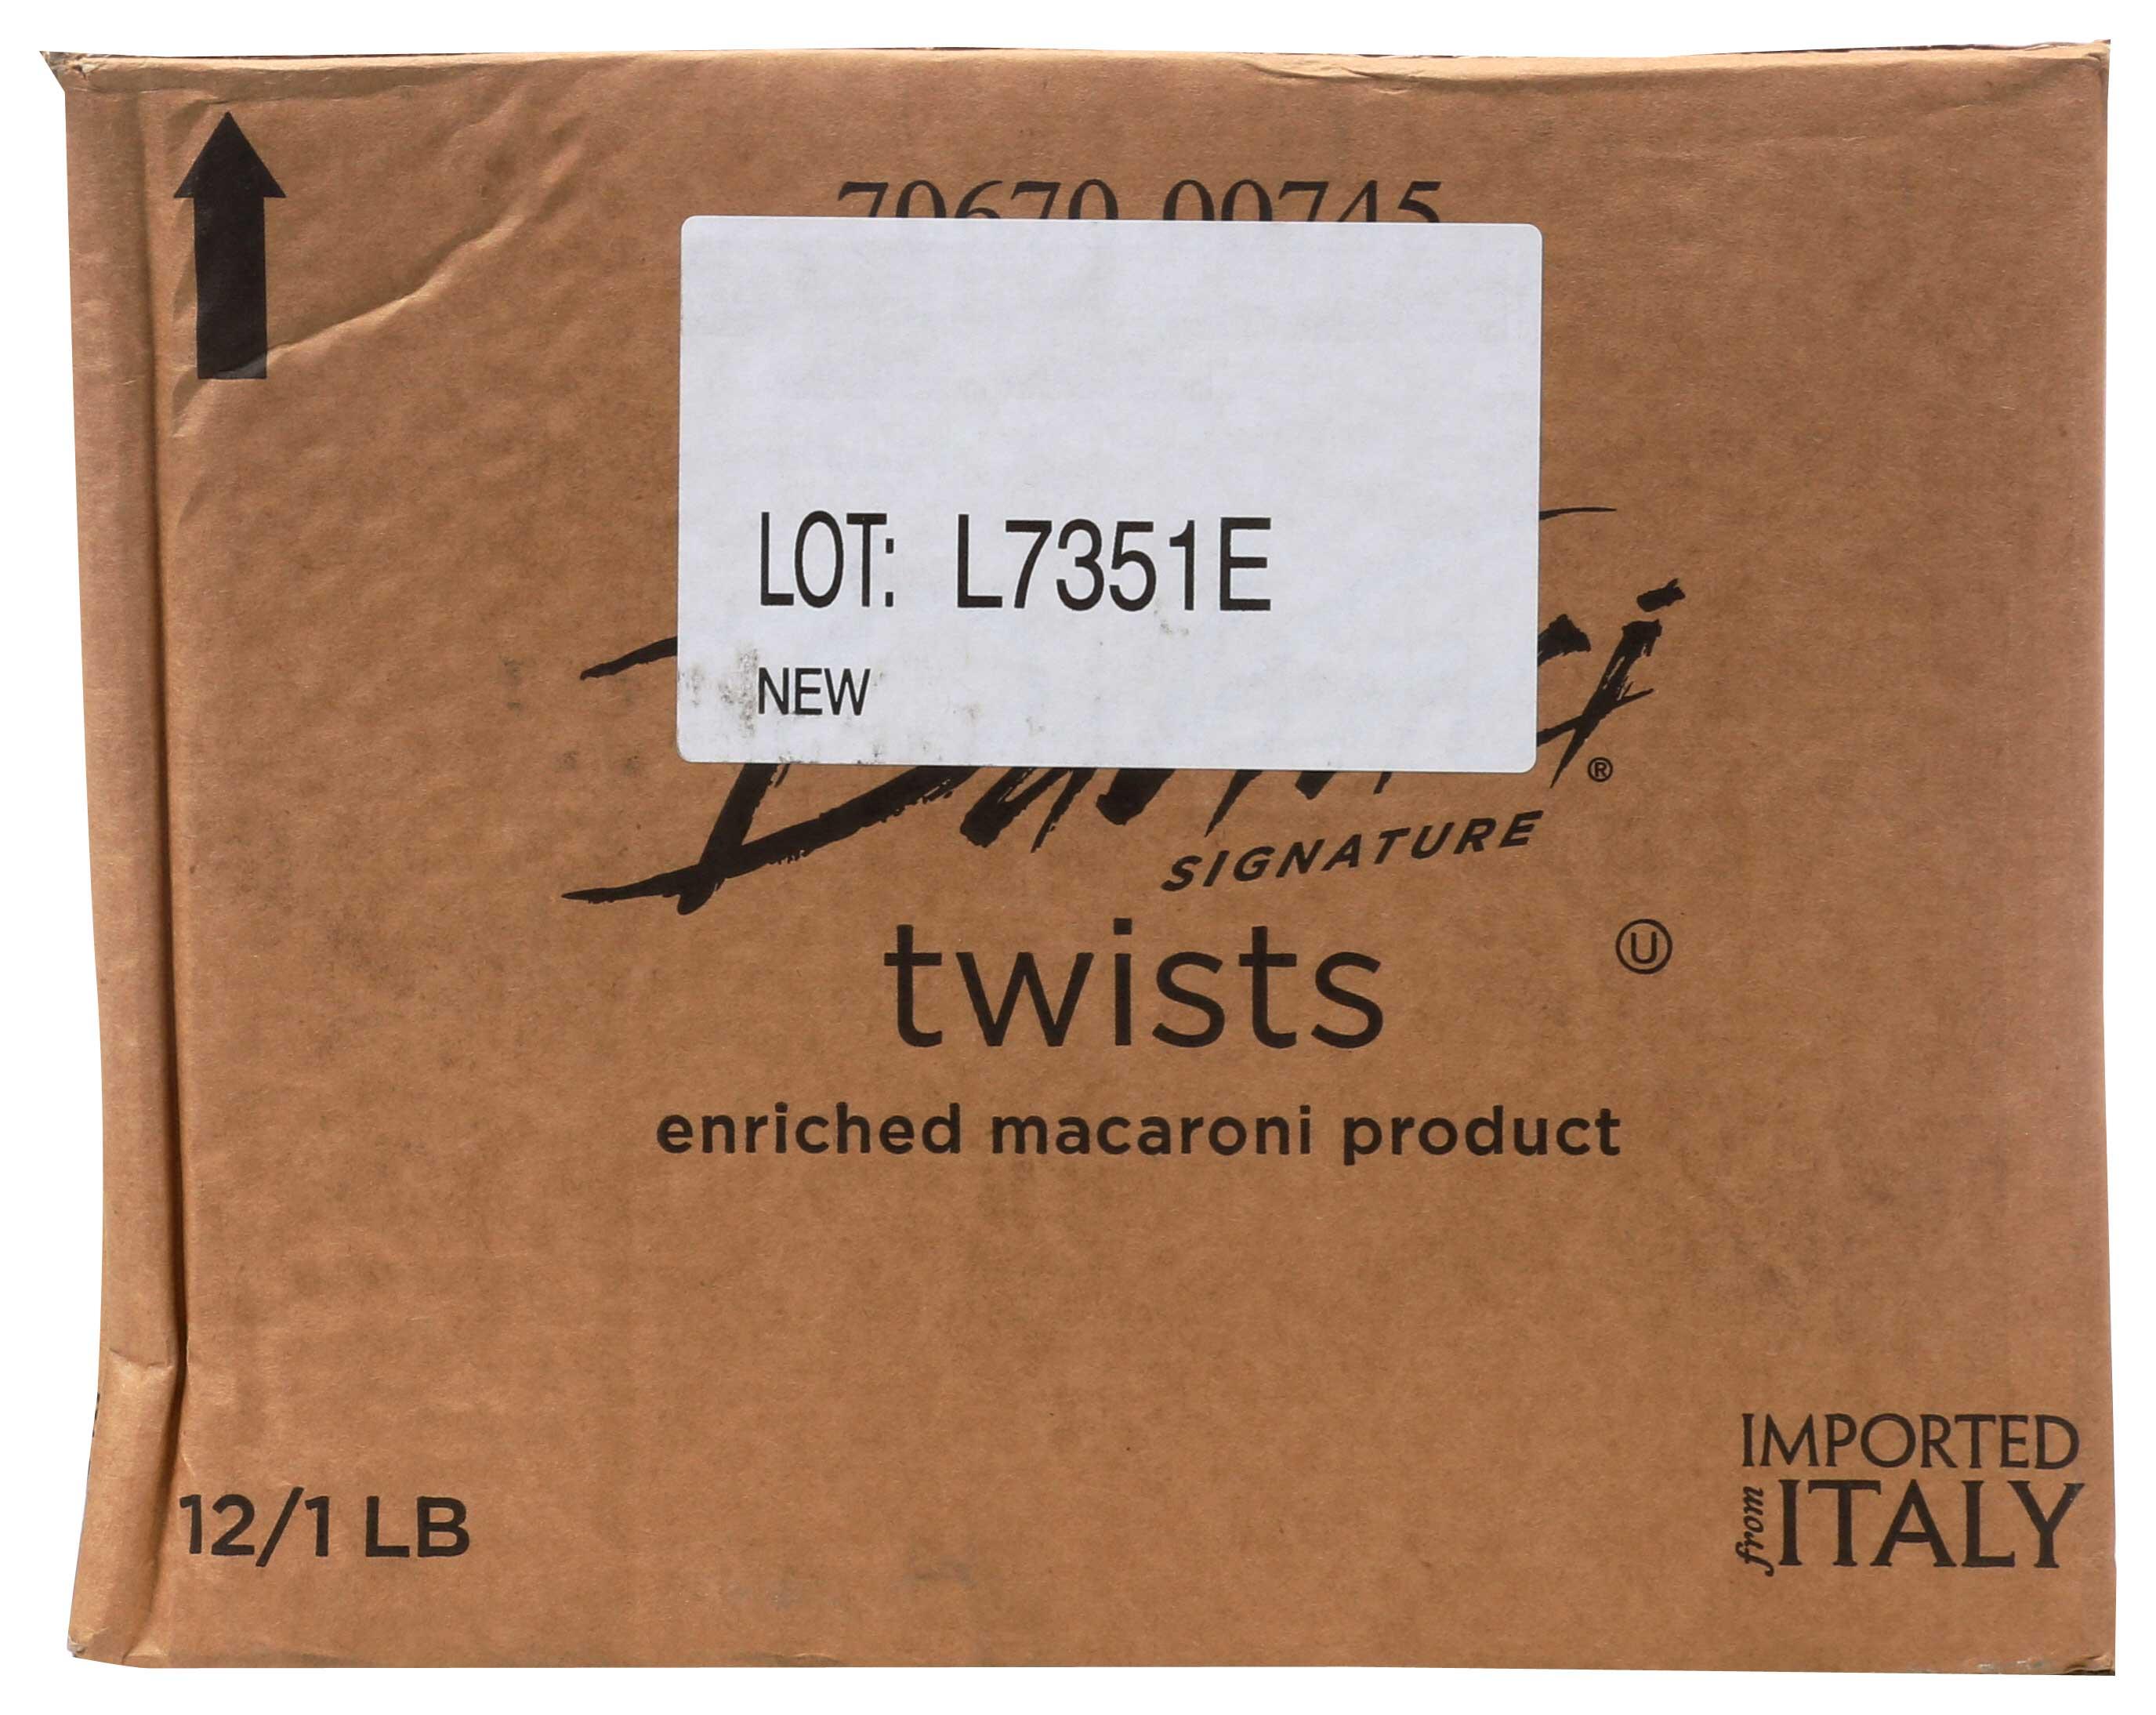 LOT: L7351E
NEW
®
SIGNATURE
twists
U
enriched macaroni product
12/1 LB
IMPORTED
from ITALY